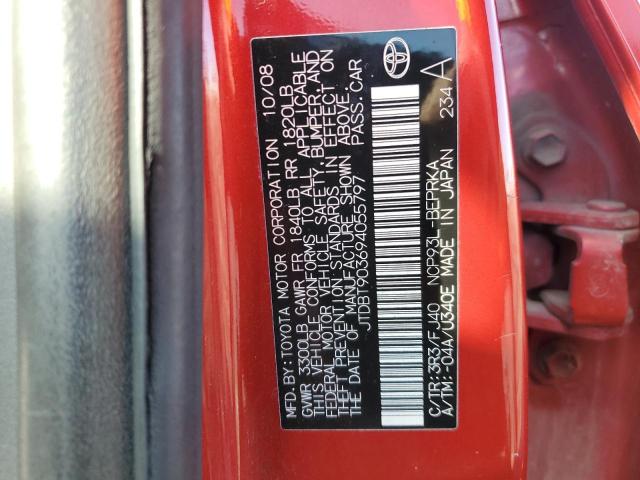 MFD. BY: TOYOTA MOTOR CORPORATION 10/08
GVWR 3300LB GAWR FR 1840LB RR 1820LB
THIS VEHICLE CONFORMS TO ALL APPLICABLE
FEDERAL MOTOR VEHICLE SAFETY, BUMPER, AND
THEFT PREVENTION STANDARDS IN EFFECT ON
THE DATE OF MANUFACTURE SHOWN ABOVE.
JTDBT903694055797 PASS. CAR
C/TR: 3R3/FJ40 NCP93L-BEPRKA
A/TM: -04A/U340E MADE IN JAPAN 234 A